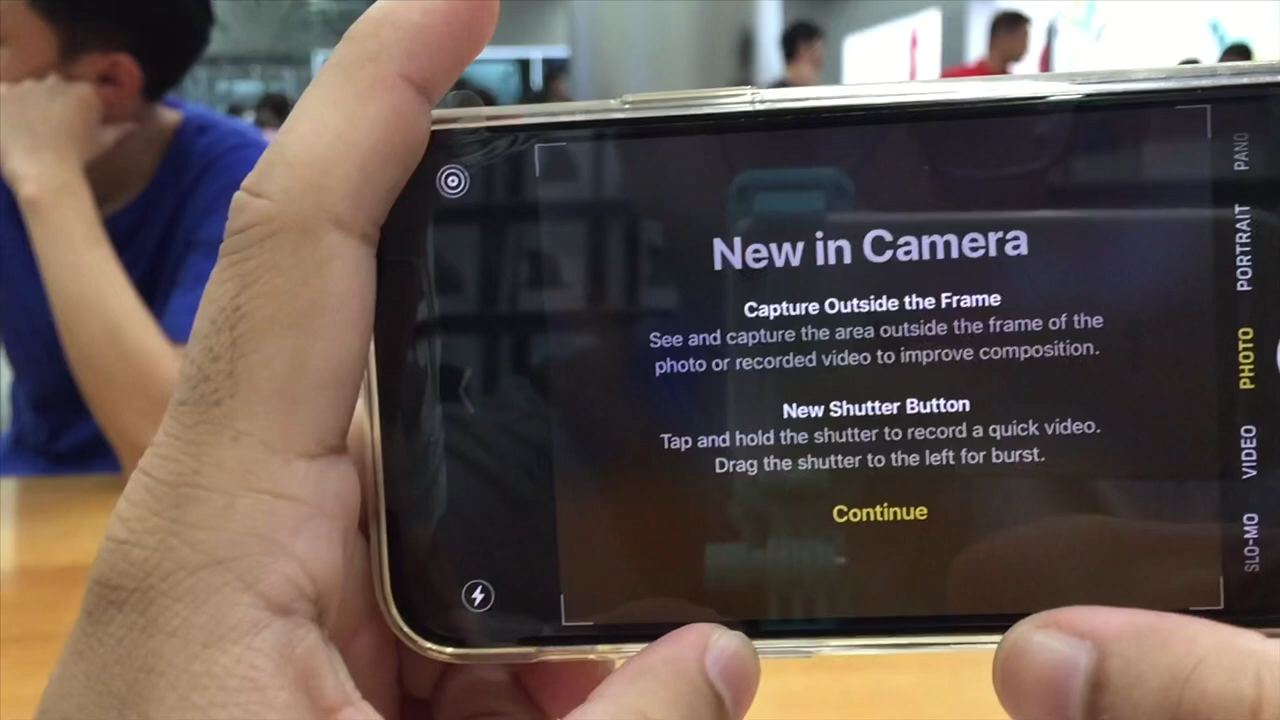 New in Camera
Capture Outside the Frame
See and capture the area outside the frame of the
photo or recorded video to improve composition.
New Shutter Button
Tap and hold the shutter to record a quick video.
Drag the shutter to the left for burst.
Continue
PANO
PORTRAIT
PHOTO
VIDEO
SLO-MO